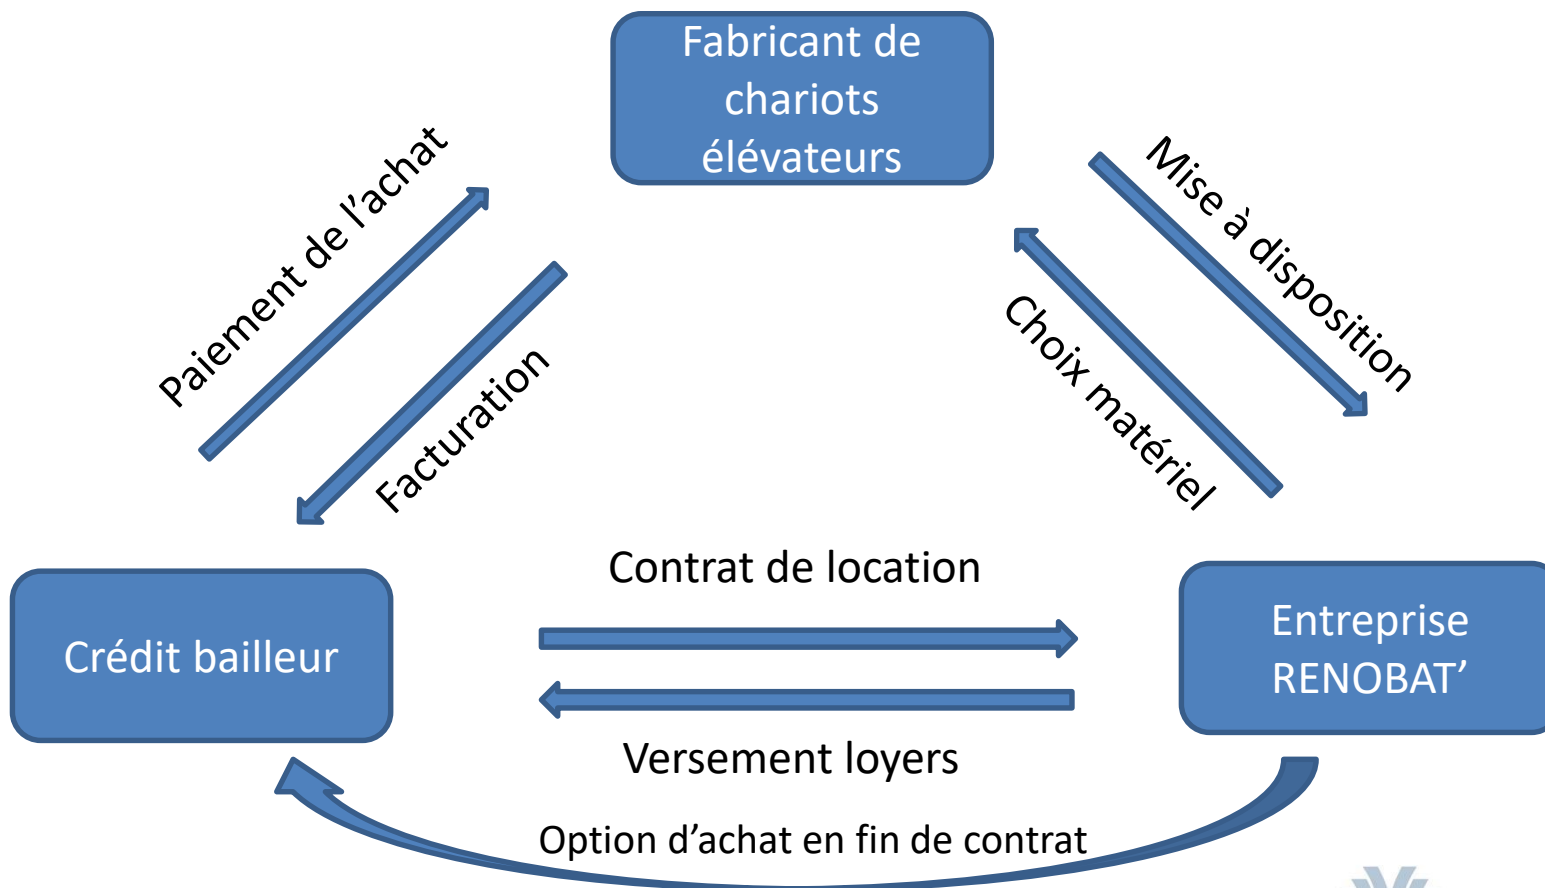 Fabricant de
chariots
élévateurs
Paiement de l’achat
Mise à disposition
Facturation
Choix matériel
Contrat de location
Crédit bailleur
Entreprise
RENOBAT’
Versement loyers
Option d’achat en fin de contrat